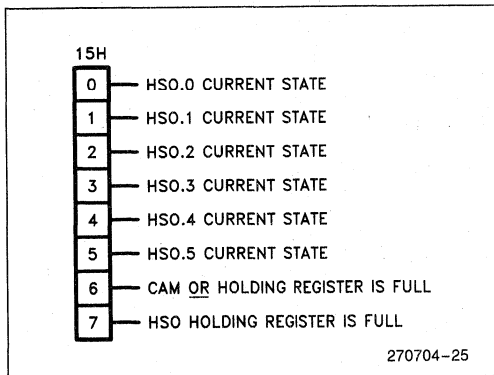 15H
0 HSO.0 CURRENT STATE
1 HSO.1 CURRENT STATE
2 HSO.2 CURRENT STATE
3 HSO.3 CURRENT STATE
4 HSO.4 CURRENT STATE
5 HSO.5 CURRENT STATE
6 CAM OR HOLDING REGISTER IS FULL
7 HSO HOLDING REGISTER IS FULL
270704-25